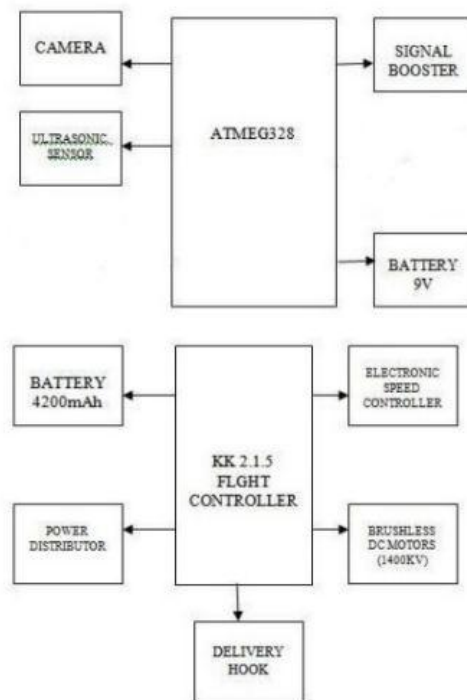 CAMERA
SIGNAL
BOOSTER
ULTRASONIC
SENSOR
ATMEG328
BATTERY
9V
BATTERY
4200mAh
ELECTRONIC
SPEED
CONTROLLER
KK 2.1.5
FLGHT
CONTROLLER
POWER
DISTRIBUTOR
BRUSHLESS
DC MOTORS
(1400KV)
DELIVERY
HOOK